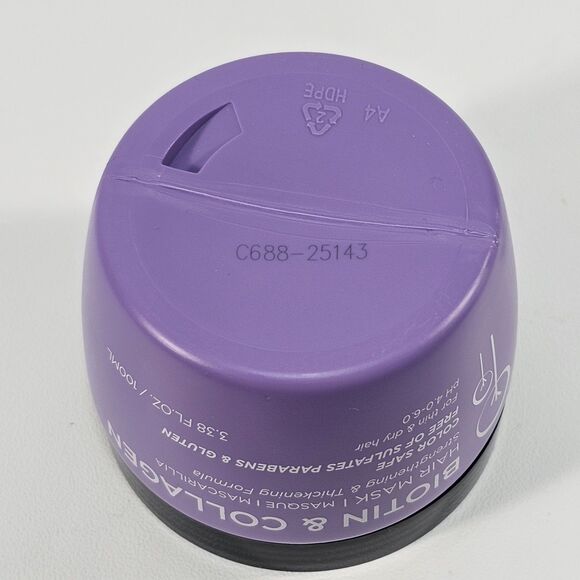 A4
HDPE
2
C688-25143
BIOTIN & COLLAGEN
HAIR MASK | MASQUE | MASCARILLIA
Strengthening & Thickening Formula
COLOR SAFE
FREE OF SULFATES PARABENS & GLUTEN
For thin & dry hair
pH 4.0-6.0
3.38 FL.OZ. / 100ML